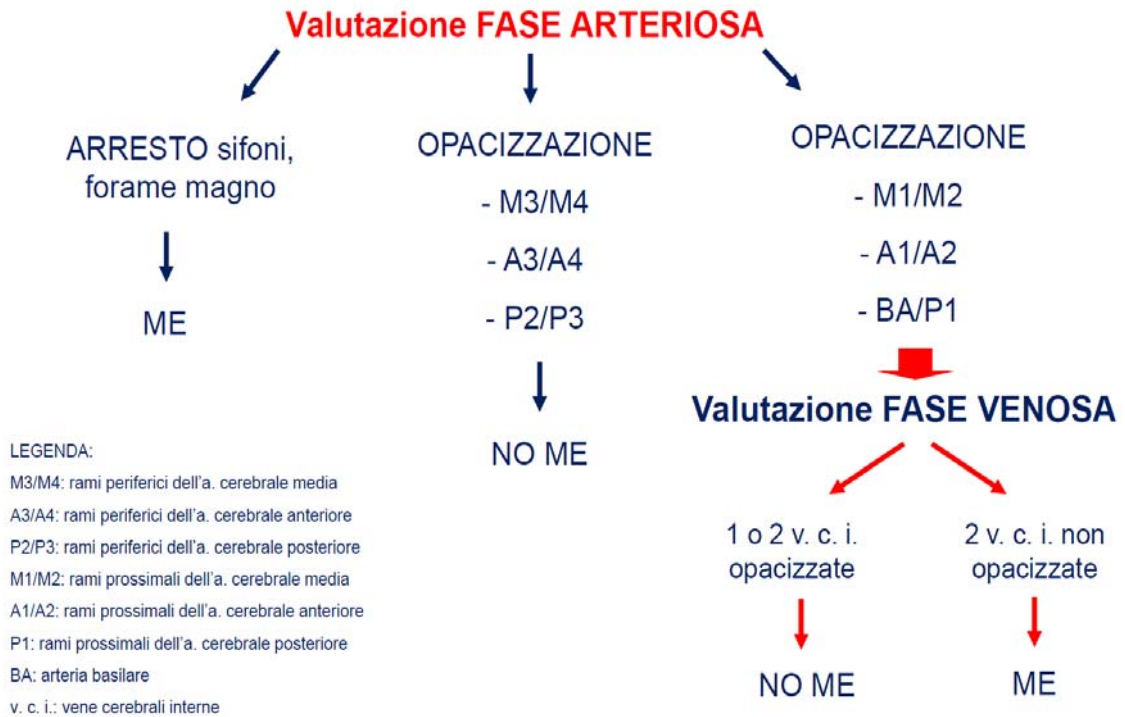 Valutazione FASE ARTERIOSA
ARRESTO sifoni,
forame magno
ME
OPACIZZAZIONE
- M3/M4
- A3/A4
- P2/P3
NO ME
OPACIZZAZIONE
- M1/M2
- A1/A2
- BA/P1
Valutazione FASE VENOSA
1 o 2 v. c. i.
opacizzate
NO ME
2 v. c. i. non
opacizzate
ME
LEGENDA:
M3/M4: rami periferici dell'a. cerebrale media
A3/A4: rami periferici dell'a. cerebrale anteriore
P2/P3: rami periferici dell'a. cerebrale posteriore
M1/M2: rami prossimali dell'a. cerebrale media
A1/A2: rami prossimali dell'a. cerebrale anteriore
P1: rami prossimali dell'a. cerebrale posteriore
BA: arteria basilare
v. c. i.: vene cerebrali interne